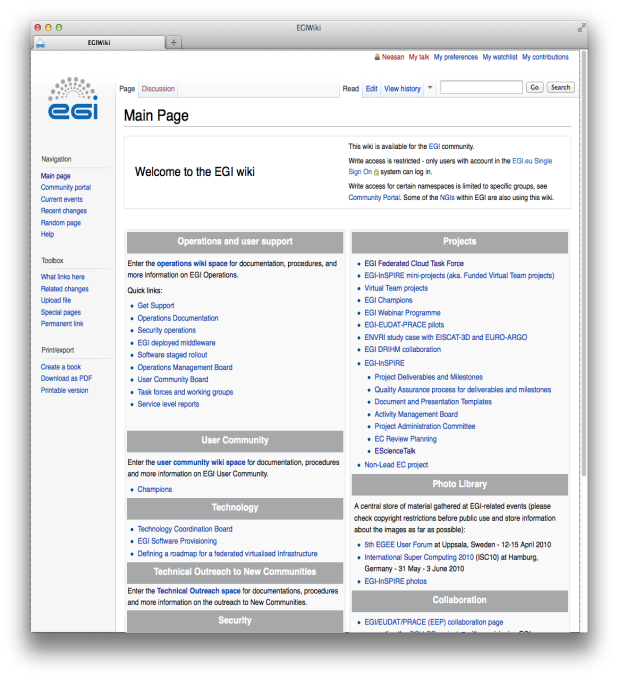 EGIWiki
EGIWiki
Neasan My talk My preferences My watchlist My contributions
egi
Page Discussion
Read Edit View history
Go Search
Main Page
Welcome to the EGI wiki
This wiki is available for the EGI community.
Write access is restricted - only users with account in the EGI.eu Single
Sign On system can log in.
Write access for certain namespaces is limited to specific groups, see
Community Portal. Some of the NGIs within EGI are also using this wiki.
Navigation
Main page
Community portal
Current events
Recent changes
Random page
Help
Toolbox
What links here
Related changes
Upload file
Special pages
Permanent link
Print/export
Create a book
Download as PDF
Printable version
Operations and user support
Enter the operations wiki space for documentation, procedures, and
more information on EGI Operations.
Quick links:
Get Support
Operations Documentation
Security operations
EGI deployed middleware
Software staged rollout
Operations Management Board
User Community Board
Task forces and working groups
Service level reports
User Community
Enter the user community wiki space for documentation, procedures
and more information on EGI User Community.
Champions
Technology
Technology Coordination Board
EGI Software Provisioning
Defining a roadmap for a federated virtualised Infrastructure
Technical Outreach to New Communities
Enter the Technical Outreach space for documentations, procedures
and more information on the outreach to New Communities.
Security
Projects
EGI Federated Cloud Task Force
EGI-InSPIRE mini-projects (aka. Funded Virtual Team projects)
Virtual Team projects
EGI Champions
EGI Webinar Programme
EGI-EUDAT-PRACE pilots
ENVRI study case with EISCAT-3D and EURO-ARGO
EGI DRIHM collaboration
EGI-InSPIRE
Project Deliverables and Milestones
Quality Assurance process for deliverables and milestones
Document and Presentation Templates
Activity Management Board
Project Administration Committee
EC Review Planning
EScienceTalk
Non-Lead EC project
Photo Library
A central store of material gathered at EGI-related events (please
check copyright restrictions before public use and store information
about the images as far as possible):
5th EGEE User Forum at Uppsala, Sweden - 12-15 April 2010
International Super Computing 2010 (ISC10) at Hamburg,
Germany - 31 May - 3 June 2010
EGI-InSPIRE photos
Collaboration
EGI/EUDAT/PRACE (EEP) collaboration page